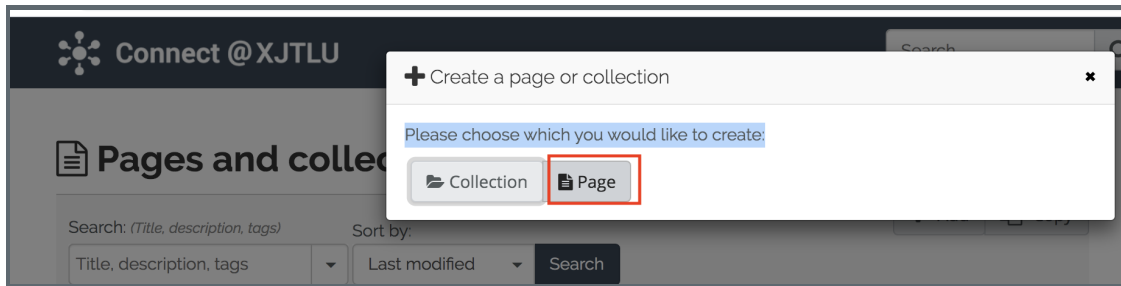 Connect @ XJTLU
Search
Create a page or collection
Please choose which you would like to create:
Collection
Page
Pages and collec
Search: (Title, description, tags)
Sort by:
Copy
Title, description, tags
Last modified
Search